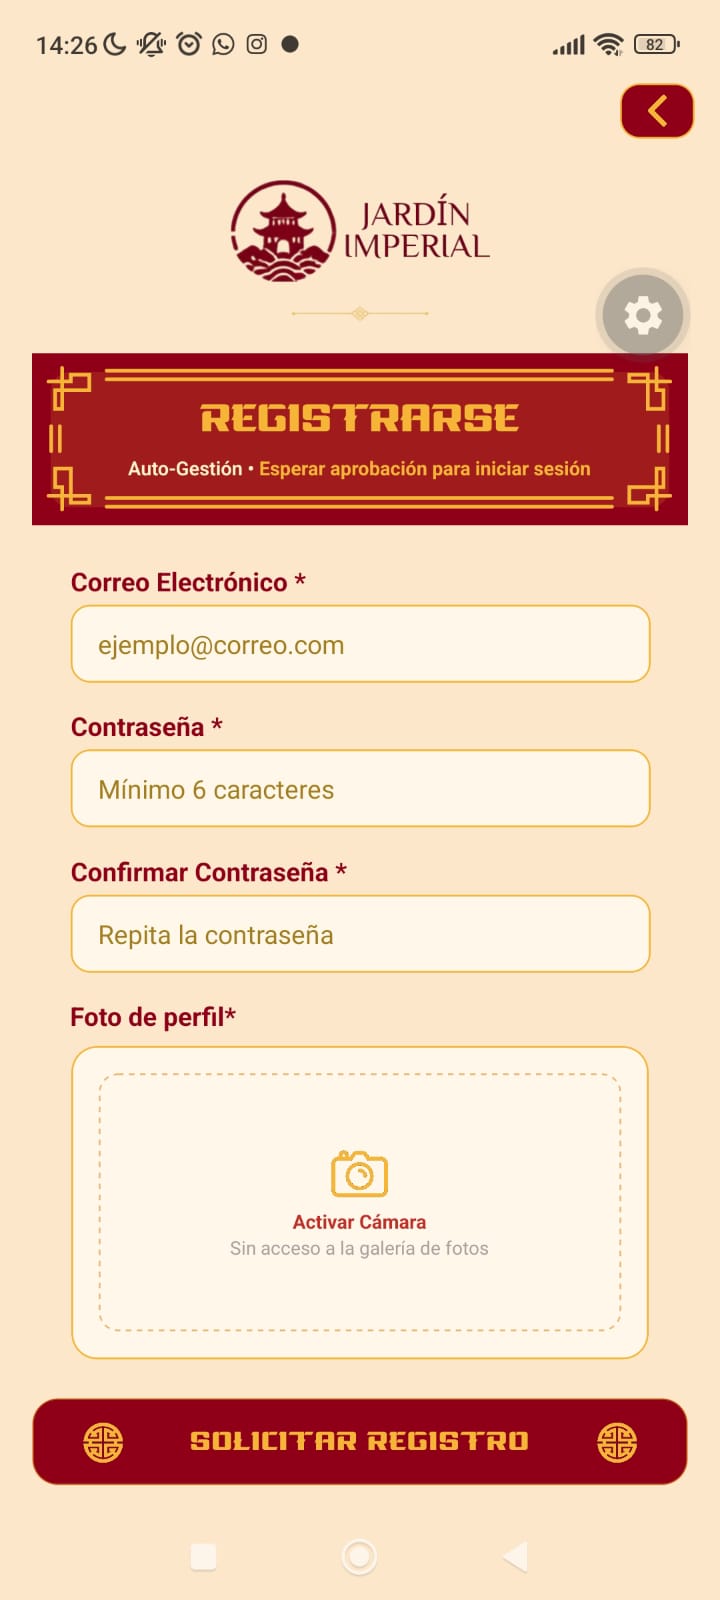 14:26
82
JARDÍN
IMPERIAL
REGISTRARSE
Auto-Gestión • Esperar aprobación para iniciar sesión
Correo Electrónico *
ejemplo@correo.com
Contraseña *
Mínimo 6 caracteres
Confirmar Contraseña *
Repita la contraseña
Foto de perfil*
Activar Cámara
Sin acceso a la galería de fotos
SOLICITAR REGISTRO